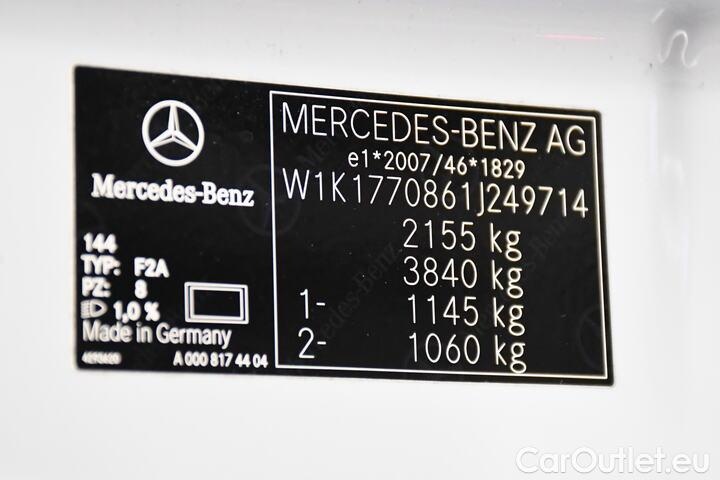 Mercedes-Benz
144
TYP: F2A
PZ: 8
1,0 %
Made in Germany
A 000 817 44 04
MERCEDES-BENZ AG
e1*2007/46*1829
W1K1770861J249714
2155 kg
3840 kg
1- 1145 kg
2- 1060 kg
CarOutlet.eu